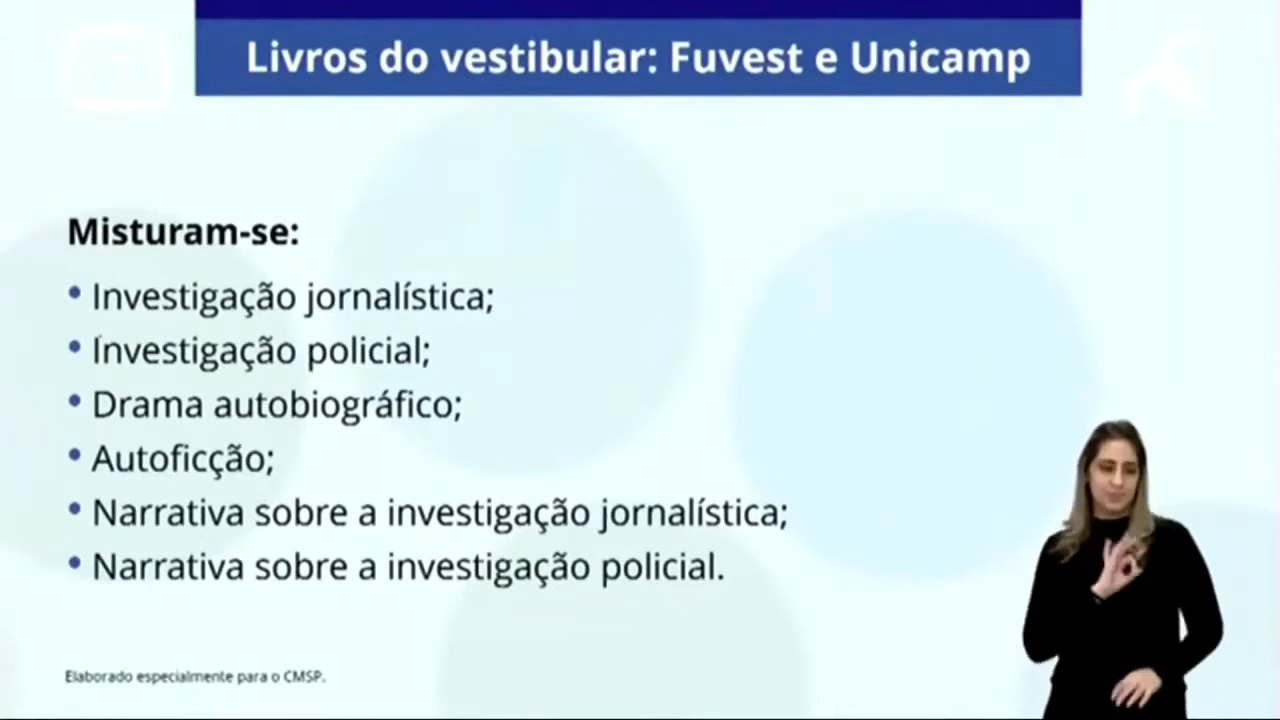 Livros do vestibular: Fuvest e Unicamp
Misturam-se:
• Investigação jornalística;
• Investigação policial;
• Drama autobiográfico;
• Autoficção;
• Narrativa sobre a investigação jornalística;
• Narrativa sobre a investigação policial.
Elaborado especialmente para o CMSP.